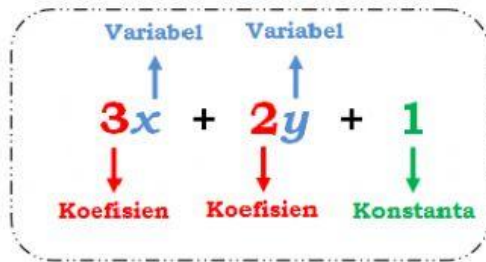 Variabel Variabel
3x + 2y + 1
Koefisien Koefisien Konstanta